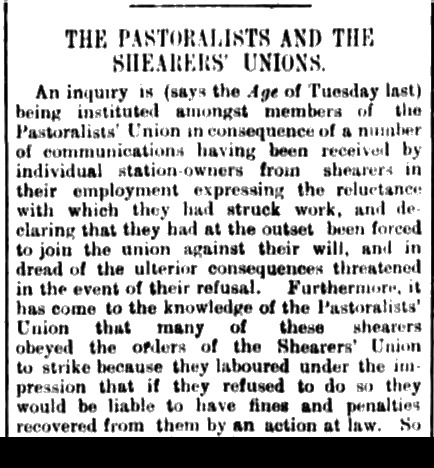 THE PASTORALISTS AND THE
SHEARERS' UNIONS.
An inquiry is (says the Age of Tuesday last)
being instituted amongst members of the
Pastoralists' Union in consequence of a number
of communications having been received by
individual station-owners from shearers in
their employment expressing the reluctance
with which they had struck work, and de-
claring that they had at the outset been forced
to join the union against their will, and in
dread of the ulterior consequences threatened
in the event of their refusal. Furthermore, it
has come to the knowledge of the Pastoralists'
Union that many of these shearers
obeyed the orders of the Shearers' Union
to strike because they laboured under the im-
pression that if they refused to do so they
would be liable to have fines and penalties
recovered from them by an action at law. So